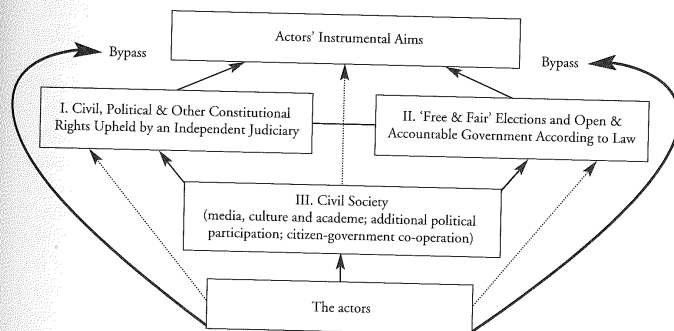 Actors' Instrumental Aims
Bypass
Bypass
I. Civil, Political & Other Constitutional
Rights Upheld by an Independent Judiciary
II. 'Free & Fair' Elections and Open &
Accountable Government According to Law
III. Civil Society
(media, culture and academe; additional political
participation; citizen-government co-operation)
The actors